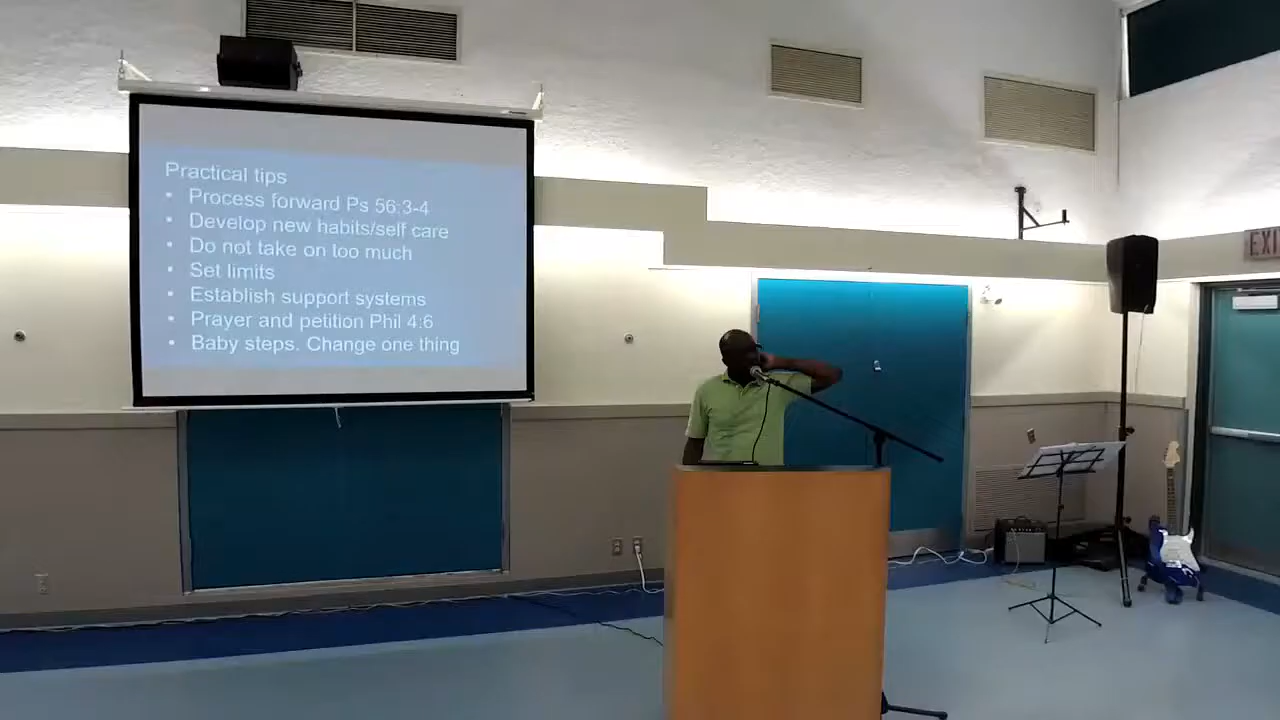 Practical tips
• Process forward Ps 56:3-4
• Develop new habits/self care
• Do not take on too much
• Set limits
• Establish support systems
• Prayer and petition Phil 4:6
• Baby steps. Change one thing
EXI